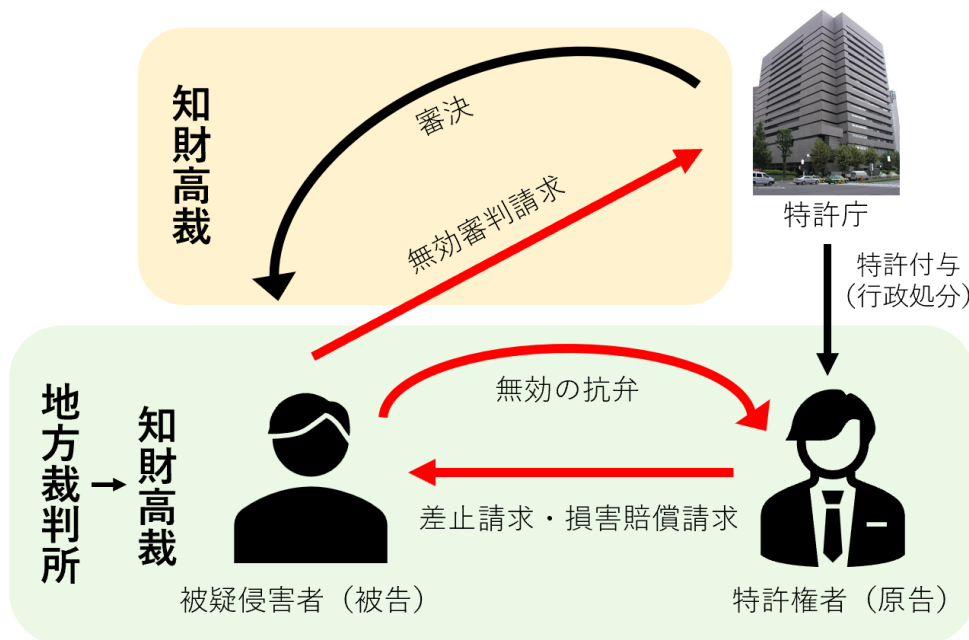 知財高裁
審決
無効審判請求
特許庁
特許付与
(行政処分)
地方裁判所
知財高裁
無効の抗弁
差止請求・損害賠償請求
被疑侵害者（被告）
特許権者（原告）